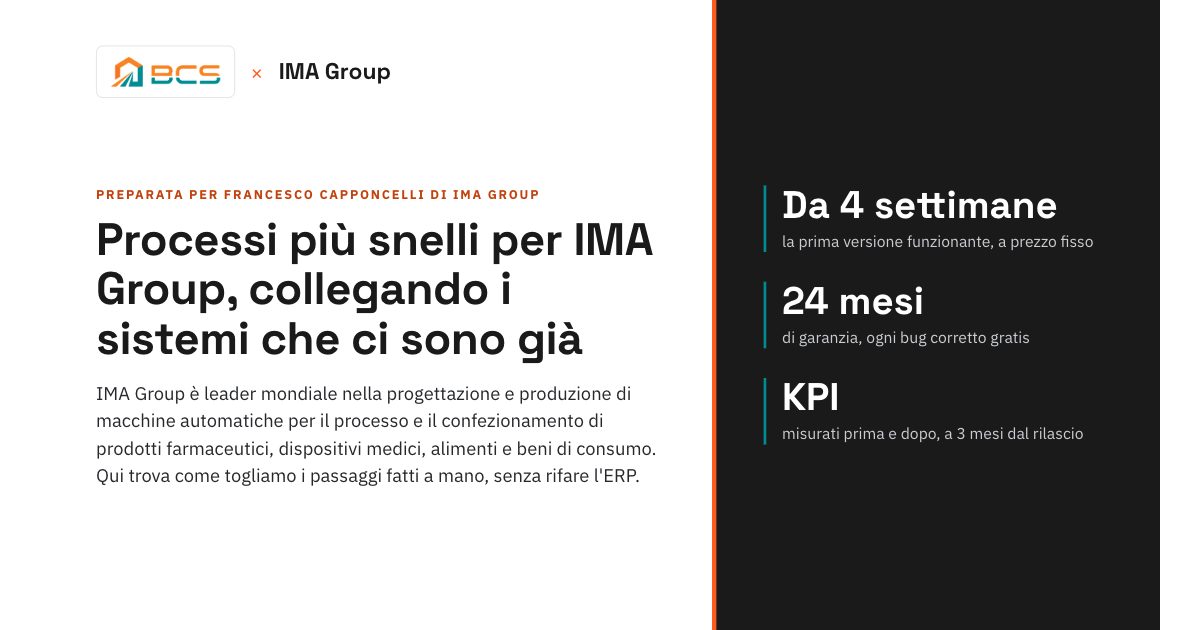 BCS × IMA Group
PREPARATA PER FRANCESCO CAPPONCELLI DI IMA GROUP
Processi più snelli per IMA
Group, collegando i
sistemi che ci sono già
IMA Group è leader mondiale nella progettazione e produzione di
macchine automatiche per il processo e il confezionamento di
prodotti farmaceutici, dispositivi medici, alimenti e beni di consumo.
Qui trova come togliamo i passaggi fatti a mano, senza rifare l'ERP.
Da 4 settimane
la prima versione funzionante, a prezzo fisso
24 mesi
di garanzia, ogni bug corretto gratis
KPI
misurati prima e dopo, a 3 mesi dal rilascio